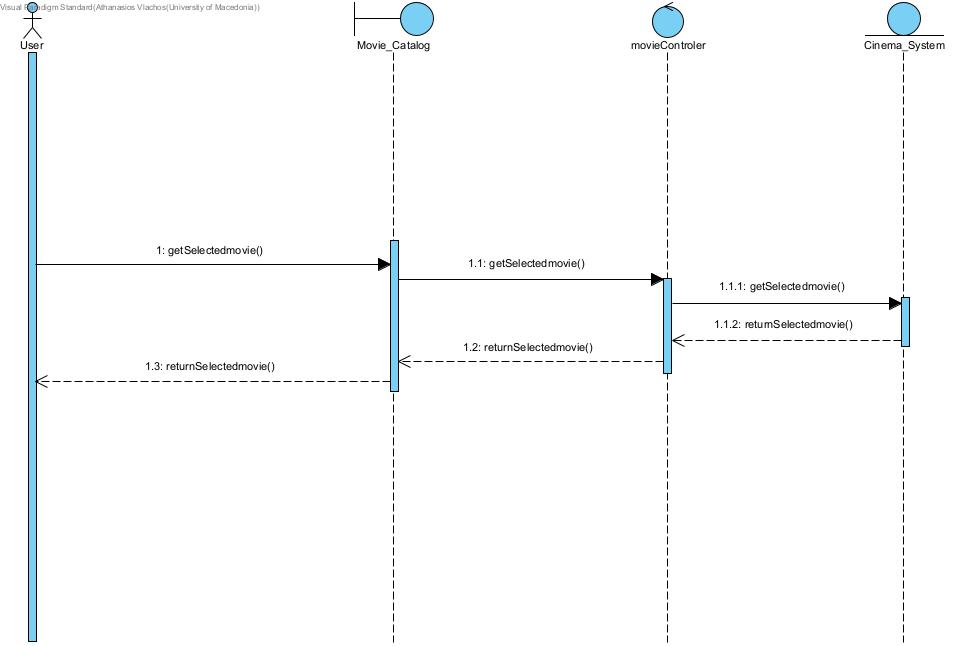 Visual Paradigm Standard(Athanasios Vlachos(University of Macedonia))
User
Movie_Catalog
movieControler
Cinema_System
1: getSelectedmovie()
1.1: getSelectedmovie()
1.1.1: getSelectedmovie()
1.1.2: returnSelectedmovie()
1.2: returnSelectedmovie()
1.3: returnSelectedmovie()